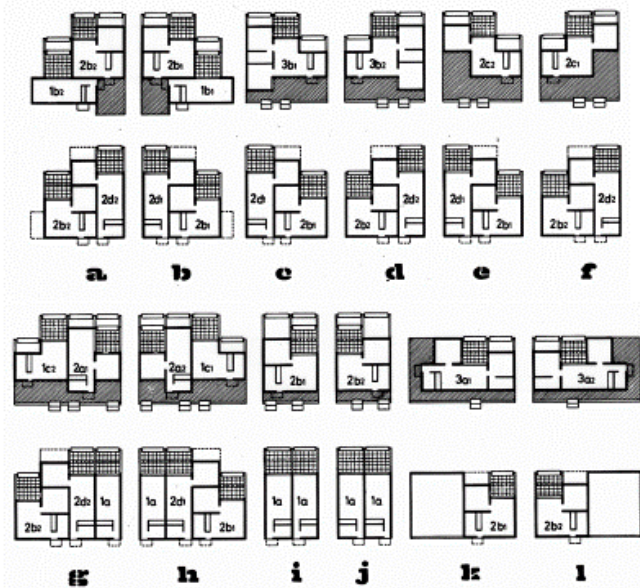 2b2 2b1 3b1 3b2 2c2 2c1
1b2 1b1
2d2 2d1 2d1 2d2 2d1 2d2
2b2 2b1 2b1 2b2 2b1 2b2
a b c d e f
1c2 2a1 2a2 1c1 2b1 2b2 3a1 3a2
2d2 1a 1a 2d1 1a 1a 1a 1a
2b2 2b1 2b1 2b2
g h i j k l